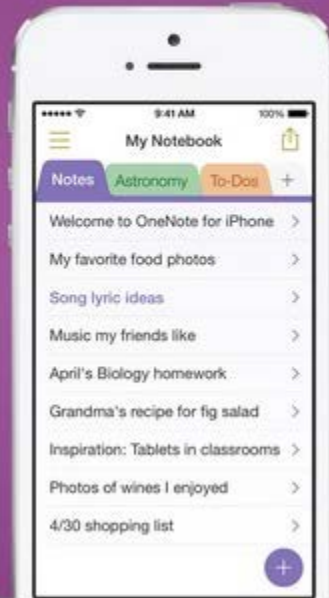 9:41 AM 100%
My Notebook
Notes Astronomy To-Dos +
Welcome to OneNote for iPhone
My favorite food photos
Song lyric ideas
Music my friends like
April's Biology homework
Grandma's recipe for fig salad
Inspiration: Tablets in classrooms
Photos of wines I enjoyed
4/30 shopping list
+